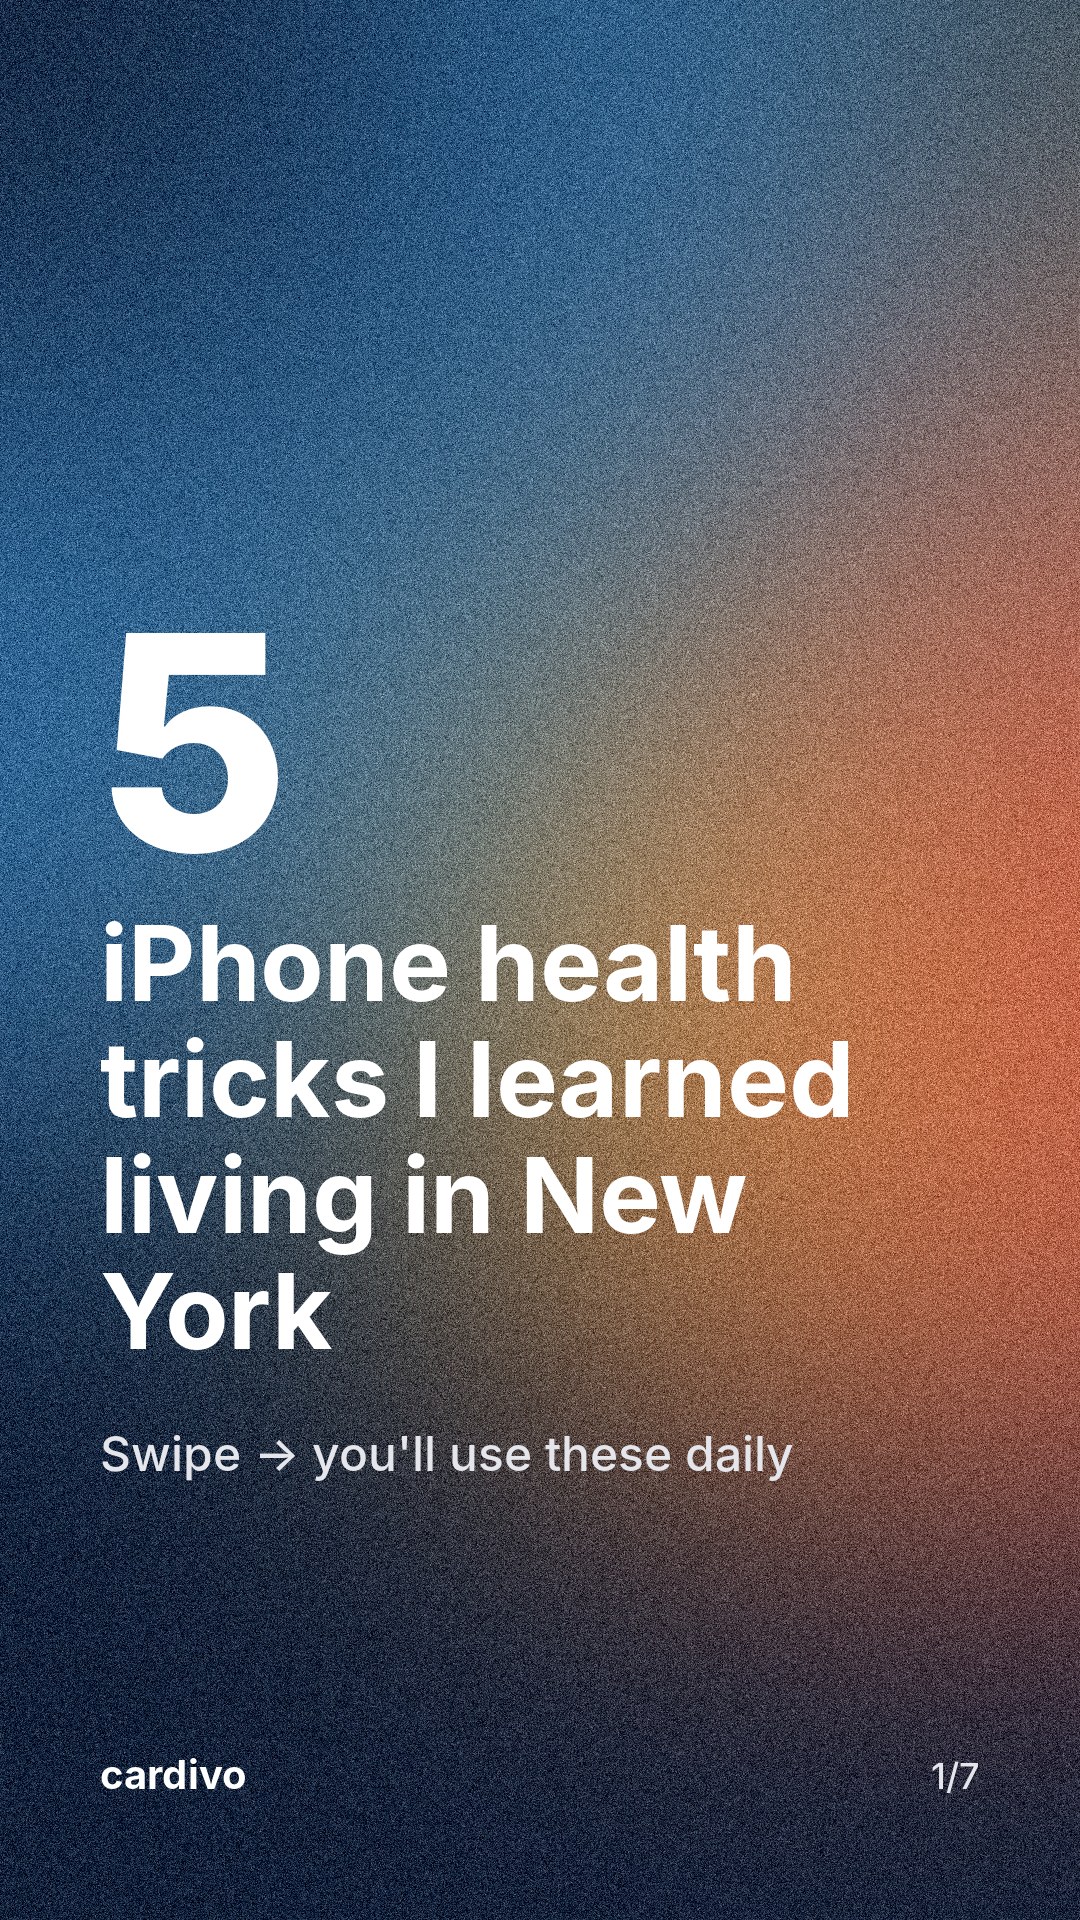 5
iPhone health
tricks I learned
living in New
York
Swipe → you'll use these daily
cardivo
1/7